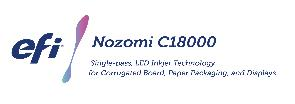 efi Nozomi C18000
Single-pass, LED Inkjet Technology
for Corrugated Board, Paper Packaging, and Displays